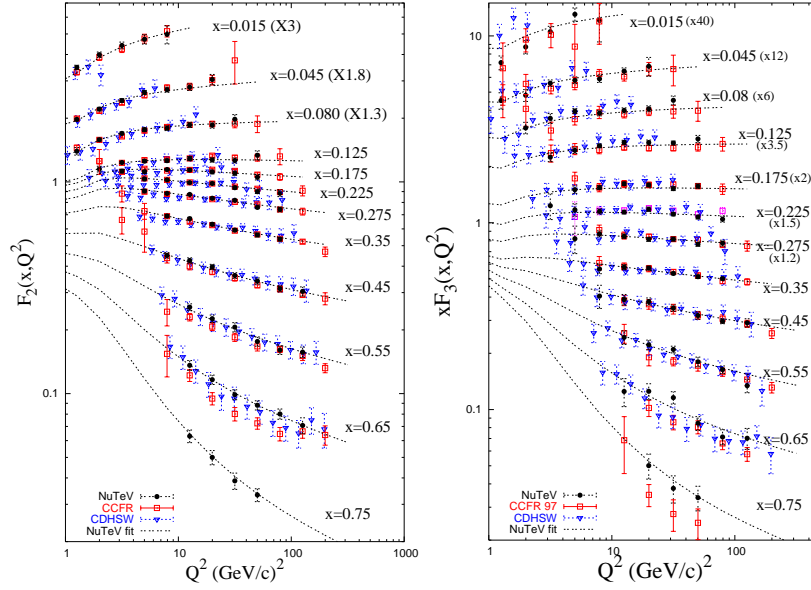 x=0.015 (X3)
x=0.045 (X1.8)
x=0.080 (X1.3)
x=0.125
x=0.175
x=0.225
x=0.275
x=0.35
x=0.45
x=0.55
x=0.65
x=0.75
F₂(x,Q²)
1
0.1
NuTeV
CCFR
CDHSW
NuTeV fit
1 10 100 1000
Q² (GeV/c)²
x=0.015 (x40)
x=0.045 (x12)
x=0.08 (x6)
x=0.125
(x3.5)
x=0.175 (x2)
x=0.225
(x1.5)
x=0.275
(x1.2)
x=0.35
x=0.45
x=0.55
x=0.65
x=0.75
xF₃(x,Q²)
10
1
0.1
NuTeV
CCFR 97
CDHSW
NuTeV fit
1 10 100
Q² (GeV/c)²